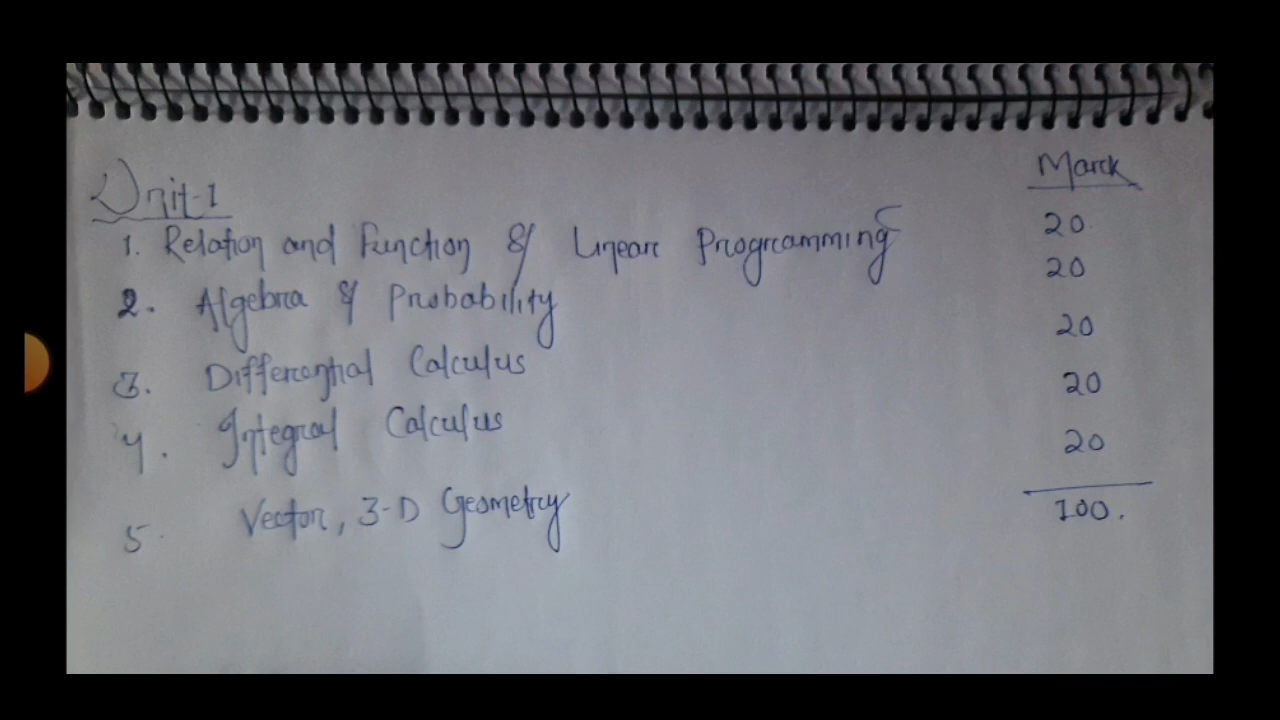 Unit-1 Marck
1. Relation and Function & Linear Programming 20
2. Algebra & Probability 20
3. Differential Calculus 20
4. Integral Calculus 20
5. Vector, 3-D Geometry 20
100.